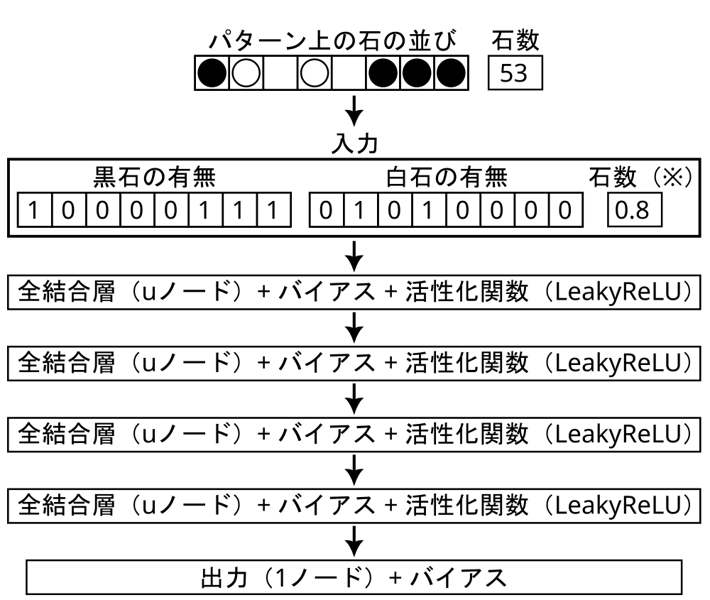 パターン上の石の並び 石数
53
入力
黒石の有無 白石の有無 石数（※）
1 0 0 0 0 1 1 1 0 1 0 1 0 0 0 0 0.8
全結合層（uノード）+ バイアス + 活性化関数（LeakyReLU）
全結合層（uノード）+ バイアス + 活性化関数（LeakyReLU）
全結合層（uノード）+ バイアス + 活性化関数（LeakyReLU）
全結合層（uノード）+ バイアス + 活性化関数（LeakyReLU）
出力（1ノード）+ バイアス